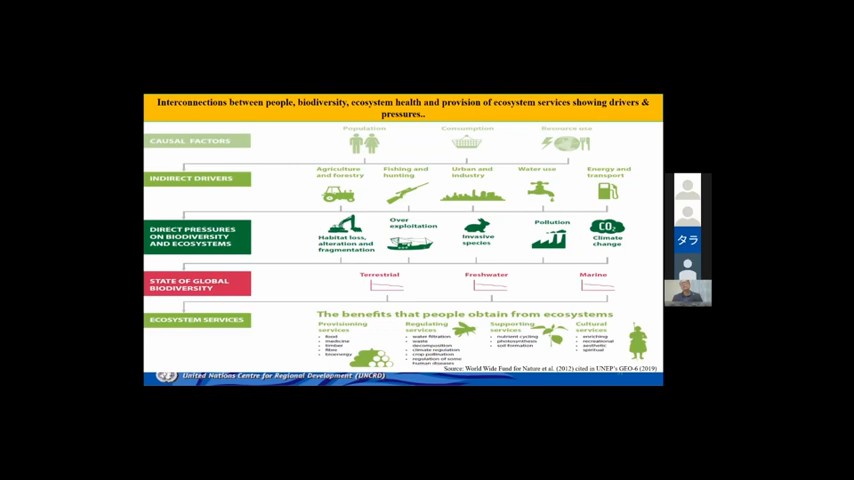 Interconnections between people, biodiversity, ecosystem health and provision of ecosystem services showing drivers &
pressures..
Population
Consumption
Resource use
CAUSAL FACTORS
Agriculture
and forestry
Fishing and
hunting
Urban and
industry
Water use
Energy and
transport
INDIRECT DRIVERS
DIRECT PRESSURES
ON BIODIVERSITY
AND ECOSYSTEMS
Habitat loss,
alteration and
fragmentation
Over
exploitation
Invasive
species
Pollution
CO₂
Climate
change
STATE OF GLOBAL
BIODIVERSITY
Terrestrial
Freshwater
Marine
ECOSYSTEM SERVICES
The benefits that people obtain from ecosystems
Provisioning
services
• food
• medicine
• timber
• fibre
• bioenergy
Regulating
services
• water filtration
• waste
decomposition
• climate regulation
• crop pollination
• regulation of some
human diseases
Supporting
services
• nutrient cycling
• photosynthesis
• soil formation
Cultural
services
• enriching
• recreational
• aesthetic
• spiritual
Source: World Wide Fund for Nature et al. (2012) cited in UNEP's GEO-6 (2019)
United Nations Centre for Regional Development (UNCRD)
タラ